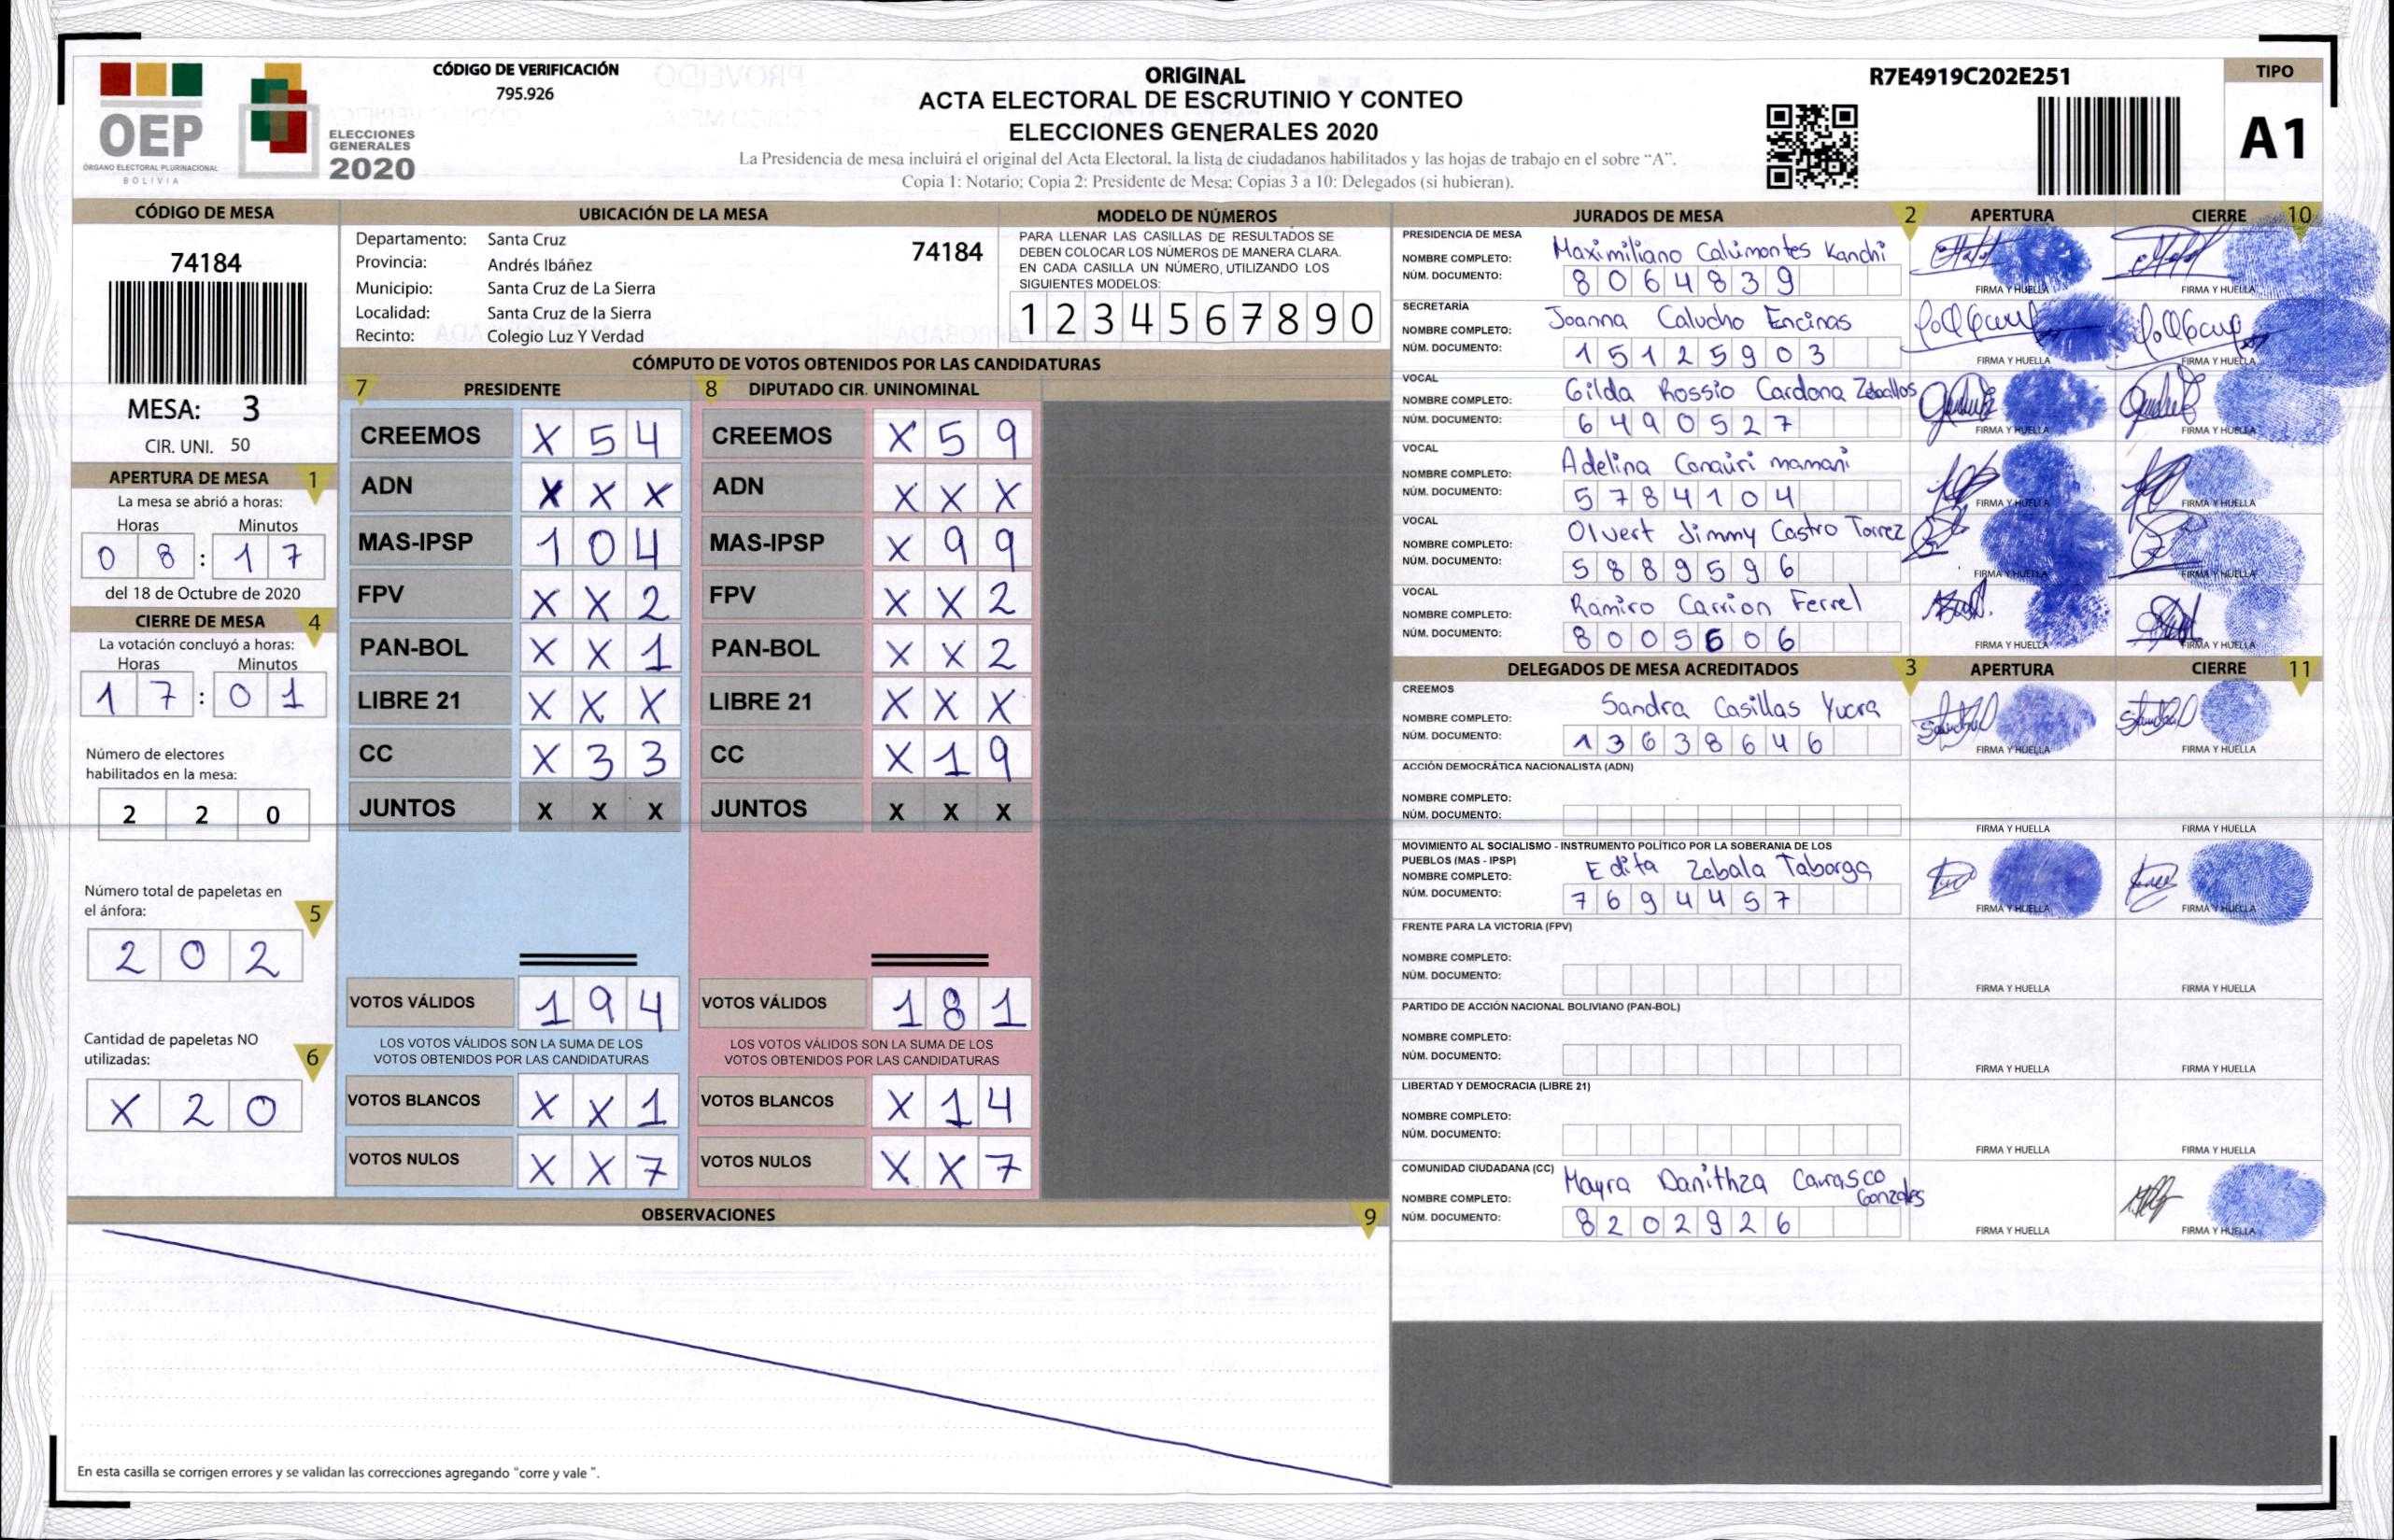 CÓDIGO DE VERIFICACIÓN
795.926
OEP
ÓRGANO ELECTORAL PLURINACIONAL
BOLIVIA
ELECCIONES
GENERALES
2020
ORIGINAL
ACTA ELECTORAL DE ESCRUTINIO Y CONTEO
ELECCIONES GENERALES 2020
La Presidencia de mesa incluirá el original del Acta Electoral, la lista de ciudadanos habilitados y las hojas de trabajo en el sobre “A”.
Copia 1: Notario; Copia 2: Presidente de Mesa; Copias 3 a 10: Delegados (si hubieran).
R7E4919C202E251
TIPO
A1
CÓDIGO DE MESA
74184
MESA: 3
CIR. UNI. 50
UBICACIÓN DE LA MESA
Departamento: Santa Cruz
74184
Provincia: Andrés Ibáñez
Municipio: Santa Cruz de La Sierra
Localidad: Santa Cruz de la Sierra
Recinto: Colegio Luz Y Verdad
MODELO DE NÚMEROS
PARA LLENAR LAS CASILLAS DE RESULTADOS SE
DEBEN COLOCAR LOS NÚMEROS DE MANERA CLARA.
EN CADA CASILLA UN NÚMERO, UTILIZANDO LOS
SIGUIENTES MODELOS:
1 2 3 4 5 6 7 8 9 0
APERTURA DE MESA 1
La mesa se abrió a horas:
Horas Minutos
0 8 : 1 7
del 18 de Octubre de 2020
CIERRE DE MESA 4
La votación concluyó a horas:
Horas Minutos
1 7 : 0 1
Número de electores
habilitados en la mesa:
2 2 0
Número total de papeletas en
el ánfora: 5
2 0 2
Cantidad de papeletas NO
utilizadas: 6
X 2 0
CÓMPUTO DE VOTOS OBTENIDOS POR LAS CANDIDATURAS
7 PRESIDENTE
CREEMOS X 5 4
ADN X X X
MAS-IPSP 1 0 4
FPV X X 2
PAN-BOL X X 1
LIBRE 21 X X X
CC X 3 3
JUNTOS X X X
VOTOS VÁLIDOS 1 9 4
LOS VOTOS VÁLIDOS SON LA SUMA DE LOS
VOTOS OBTENIDOS POR LAS CANDIDATURAS
VOTOS BLANCOS X X 1
VOTOS NULOS X X 7
8 DIPUTADO CIR. UNINOMINAL
CREEMOS X 5 9
ADN X X X
MAS-IPSP X 9 9
FPV X X 2
PAN-BOL X X 2
LIBRE 21 X X X
CC X 1 9
JUNTOS X X X
VOTOS VÁLIDOS 1 8 1
LOS VOTOS VÁLIDOS SON LA SUMA DE LOS
VOTOS OBTENIDOS POR LAS CANDIDATURAS
VOTOS BLANCOS X 1 4
VOTOS NULOS X X 7
OBSERVACIONES 9
En esta casilla se corrigen errores y se validan las correcciones agregando "corre y vale ".
JURADOS DE MESA 2 APERTURA CIERRE 10
PRESIDENCIA DE MESA
NOMBRE COMPLETO: Maximiliano Calúmontes Kanchi
NÚM. DOCUMENTO: 8 0 6 4 8 3 9
FIRMA Y HUELLA FIRMA Y HUELLA
SECRETARÍA
NOMBRE COMPLETO: Joanna Calucho Encinas
NÚM. DOCUMENTO: 1 5 1 2 5 9 0 3
FIRMA Y HUELLA FIRMA Y HUELLA
VOCAL
NOMBRE COMPLETO: Gilda Rossio Cardona Zeballos
NÚM. DOCUMENTO: 6 4 9 0 5 2 7
FIRMA Y HUELLA FIRMA Y HUELLA
VOCAL
NOMBRE COMPLETO: Adelina Conauiri mamani
NÚM. DOCUMENTO: 5 7 8 4 1 0 4
FIRMA Y HUELLA FIRMA Y HUELLA
VOCAL
NOMBRE COMPLETO: Olvert Jimmy Castro Torrez
NÚM. DOCUMENTO: 5 8 8 9 5 9 6
FIRMA Y HUELLA FIRMA Y HUELLA
VOCAL
NOMBRE COMPLETO: Ramiro Carrion Ferrel
NÚM. DOCUMENTO: 8 0 0 5 6 0 6
FIRMA Y HUELLA FIRMA Y HUELLA
DELEGADOS DE MESA ACREDITADOS 3 APERTURA CIERRE 11
CREEMOS
NOMBRE COMPLETO: Sandra Casillas Yucra
NÚM. DOCUMENTO: 1 3 6 3 8 6 4 6
FIRMA Y HUELLA FIRMA Y HUELLA
ACCIÓN DEMOCRÁTICA NACIONALISTA (ADN)
NOMBRE COMPLETO:
NÚM. DOCUMENTO:
FIRMA Y HUELLA FIRMA Y HUELLA
MOVIMIENTO AL SOCIALISMO - INSTRUMENTO POLÍTICO POR LA SOBERANIA DE LOS
PUEBLOS (MAS - IPSP)
NOMBRE COMPLETO: Edita Zabala Taborga
NÚM. DOCUMENTO: 7 6 9 4 4 5 7
FIRMA Y HUELLA FIRMA Y HUELLA
FRENTE PARA LA VICTORIA (FPV)
NOMBRE COMPLETO:
NÚM. DOCUMENTO:
FIRMA Y HUELLA FIRMA Y HUELLA
PARTIDO DE ACCIÓN NACIONAL BOLIVIANO (PAN-BOL)
NOMBRE COMPLETO:
NÚM. DOCUMENTO:
FIRMA Y HUELLA FIRMA Y HUELLA
LIBERTAD Y DEMOCRACIA (LIBRE 21)
NOMBRE COMPLETO:
NÚM. DOCUMENTO:
FIRMA Y HUELLA FIRMA Y HUELLA
COMUNIDAD CIUDADANA (CC)
NOMBRE COMPLETO: Mayra Danithza Carrasco Gonzales
NÚM. DOCUMENTO: 8 2 0 2 9 2 6
FIRMA Y HUELLA FIRMA Y HUELLA